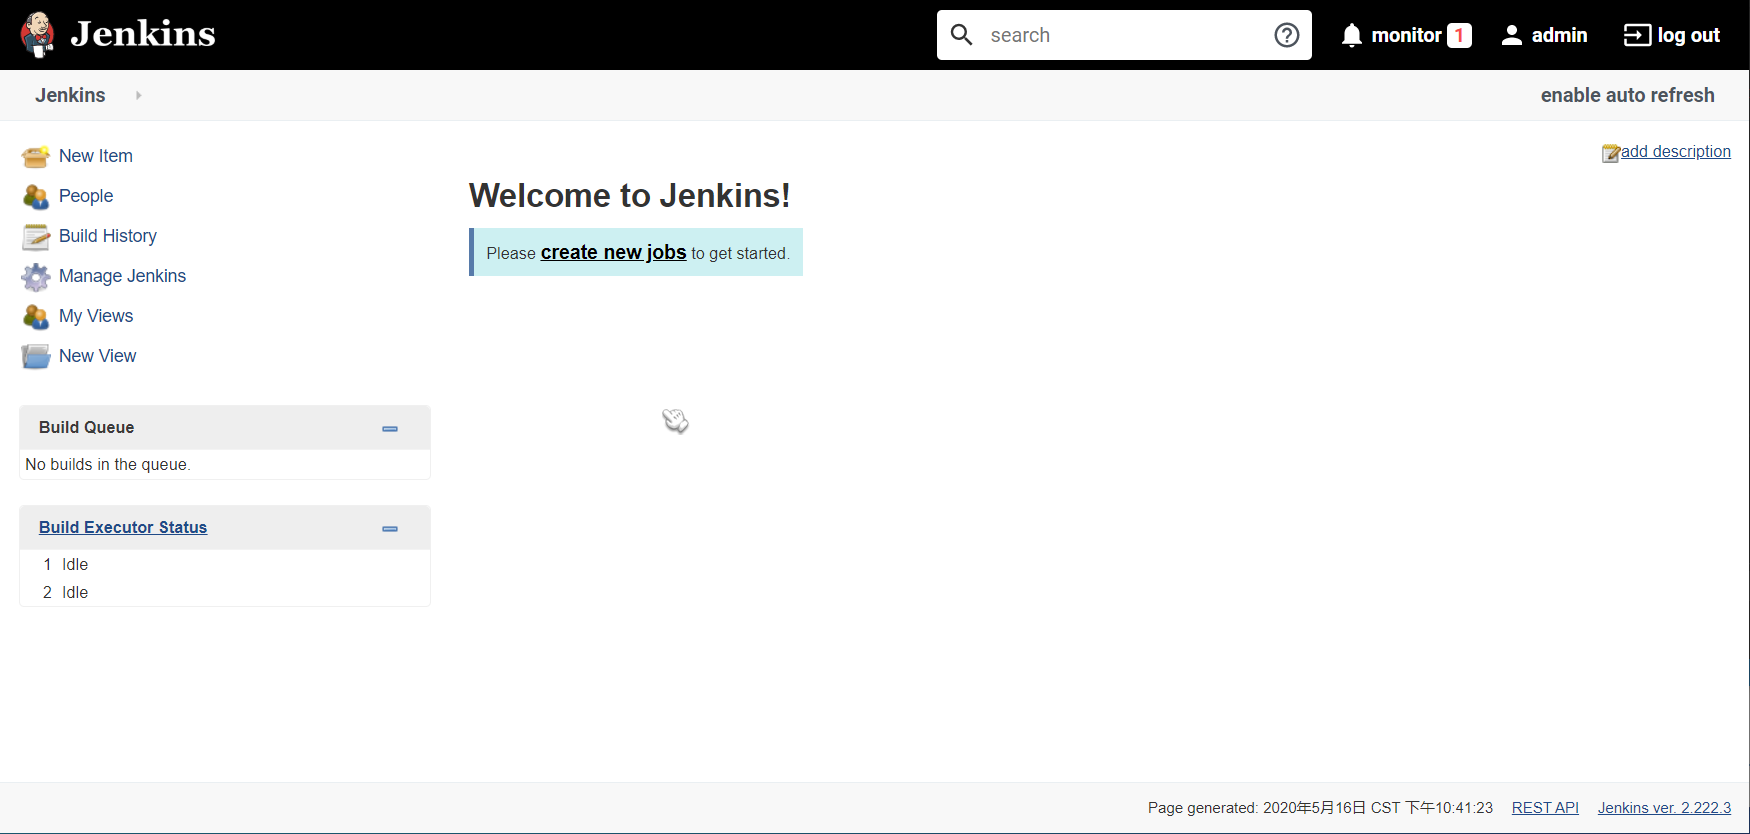 Jenkins
search
monitor 1
admin
log out
Jenkins
enable auto refresh
New Item
People
Build History
Manage Jenkins
My Views
New View
add description
Welcome to Jenkins!
Please create new jobs to get started.
Build Queue
No builds in the queue.
Build Executor Status
1 Idle
2 Idle
Page generated: 2020年5月16日 CST 下午10:41:23
REST API
Jenkins ver. 2.222.3